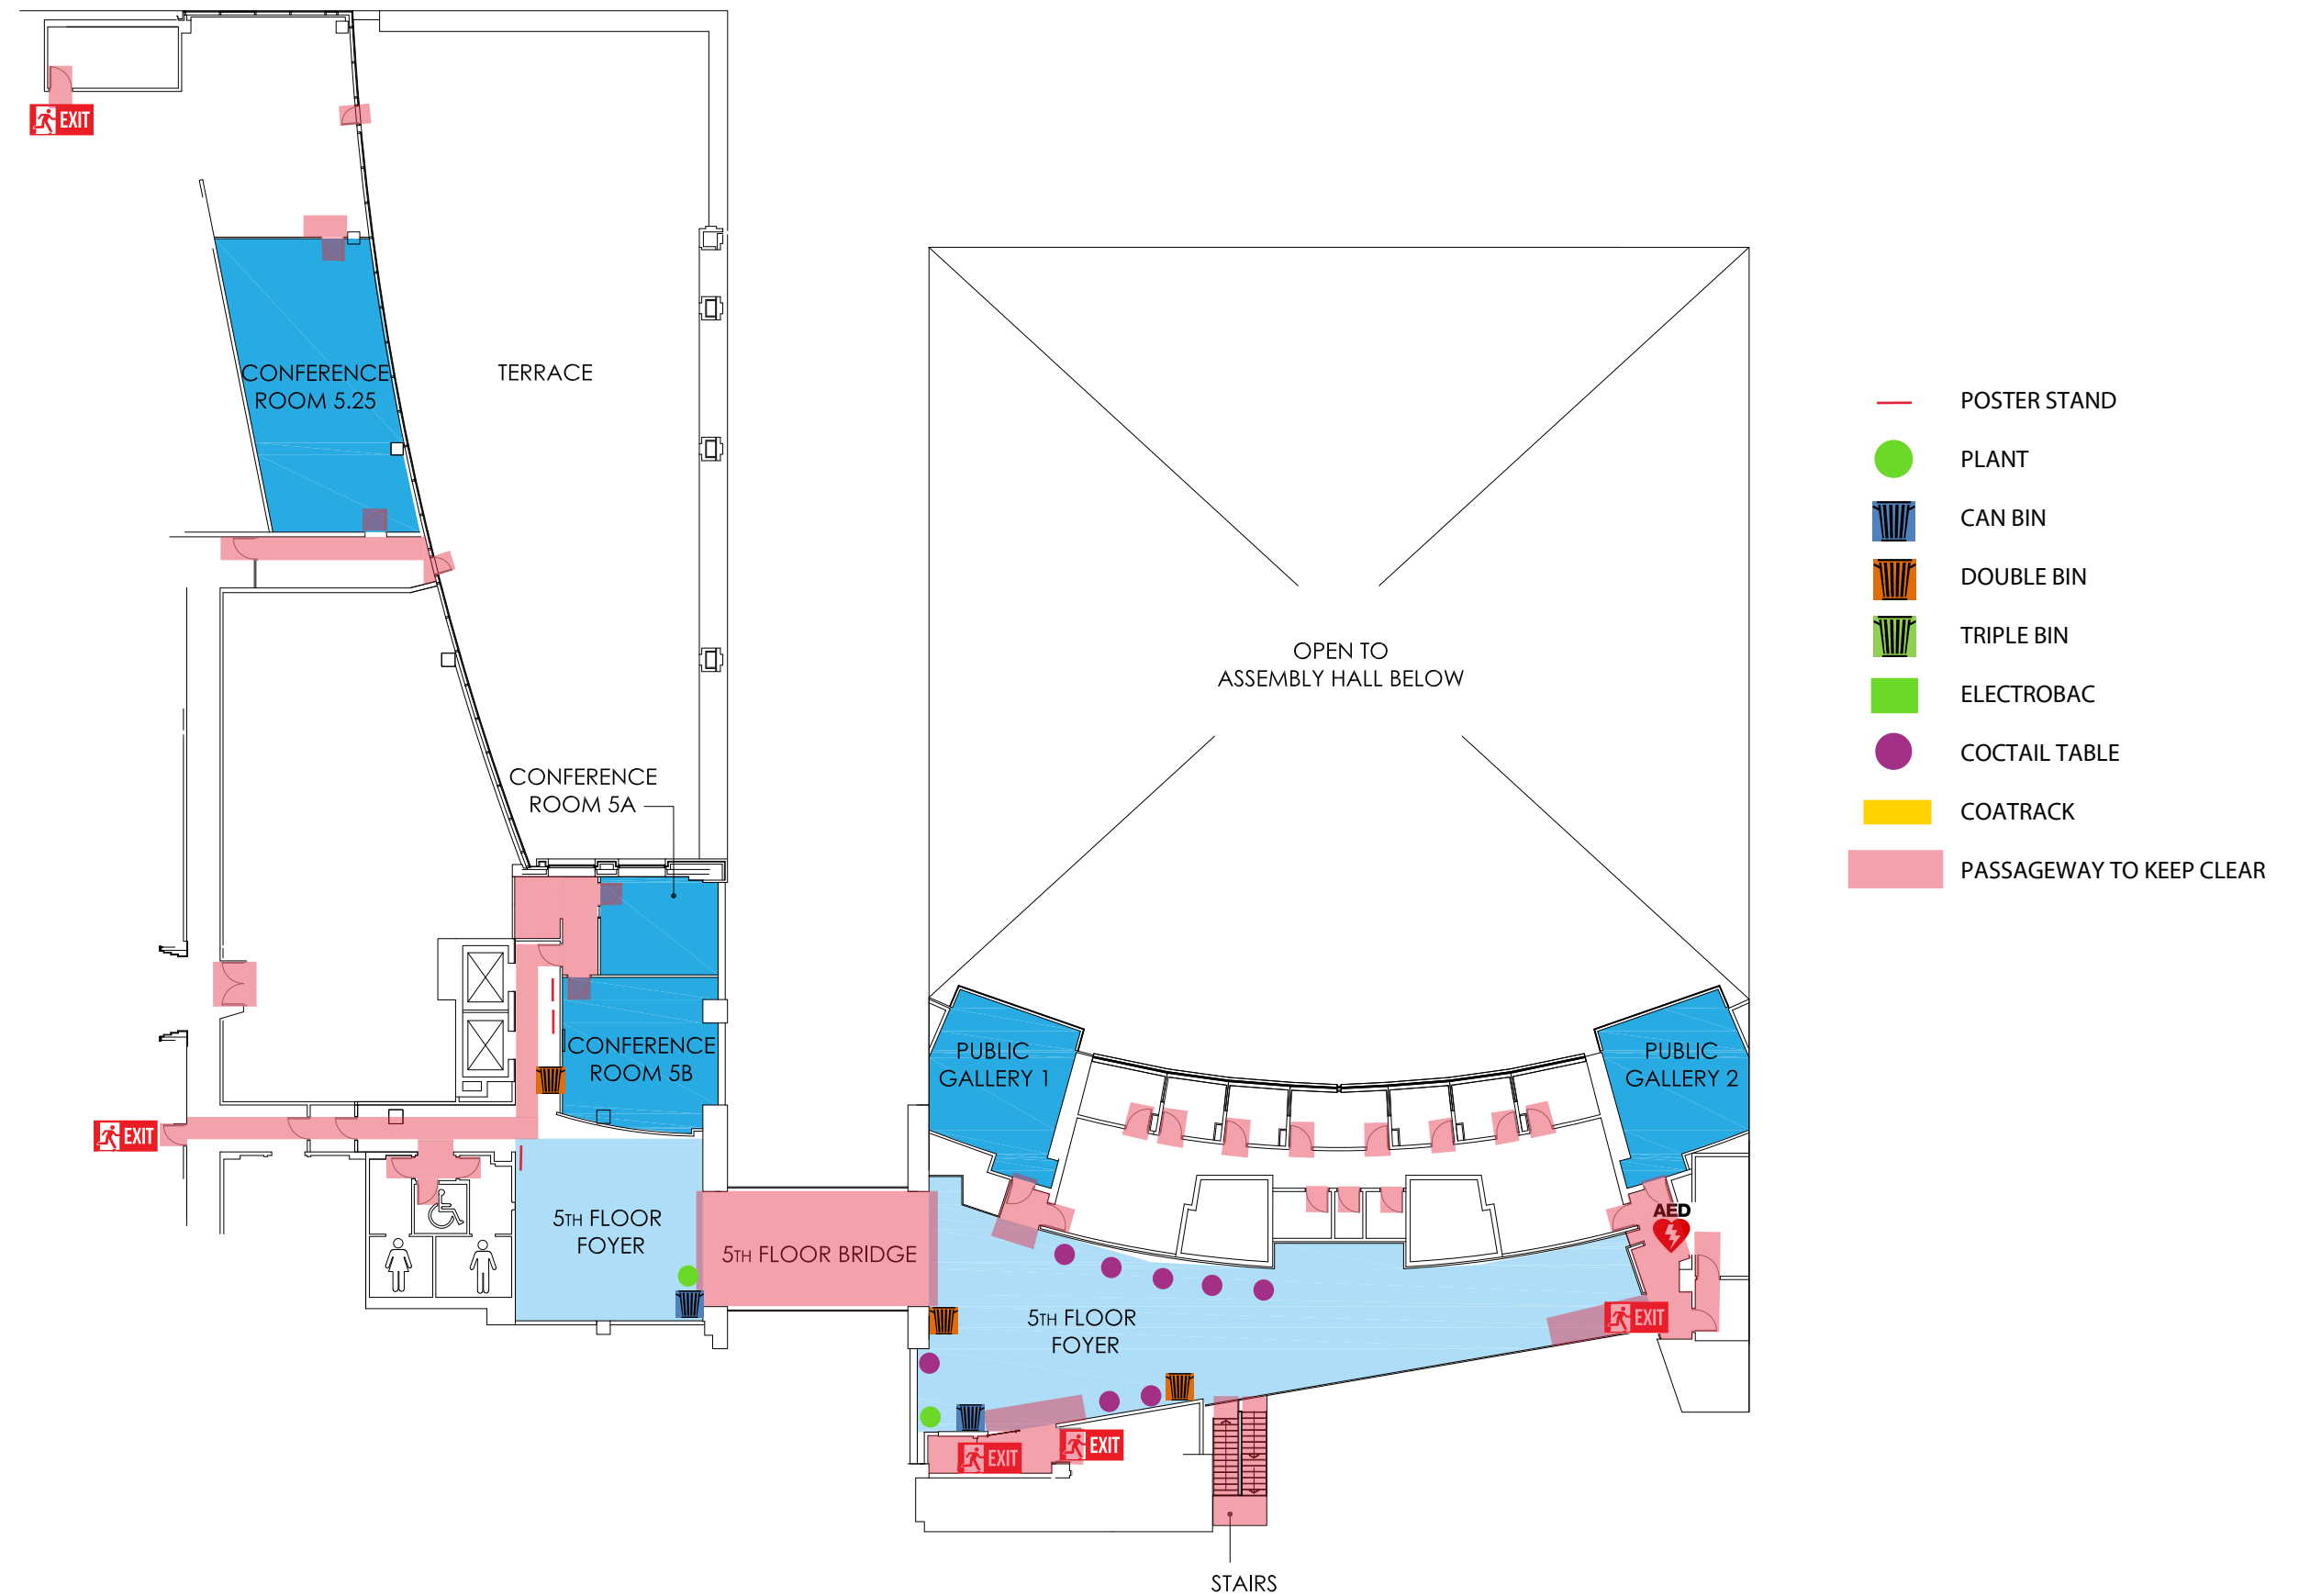 EXIT
CONFERENCE
ROOM 5.25
TERRACE
OPEN TO
ASSEMBLY HALL BELOW
CONFERENCE
ROOM 5A
CONFERENCE
ROOM 5B
PUBLIC
GALLERY 1
PUBLIC
GALLERY 2
EXIT
AED
5TH FLOOR
FOYER
5TH FLOOR BRIDGE
5TH FLOOR
FOYER
EXIT
EXIT
EXIT
STAIRS
POSTER STAND
PLANT
CAN BIN
DOUBLE BIN
TRIPLE BIN
ELECTROBAC
COCTAIL TABLE
COATRACK
PASSAGEWAY TO KEEP CLEAR